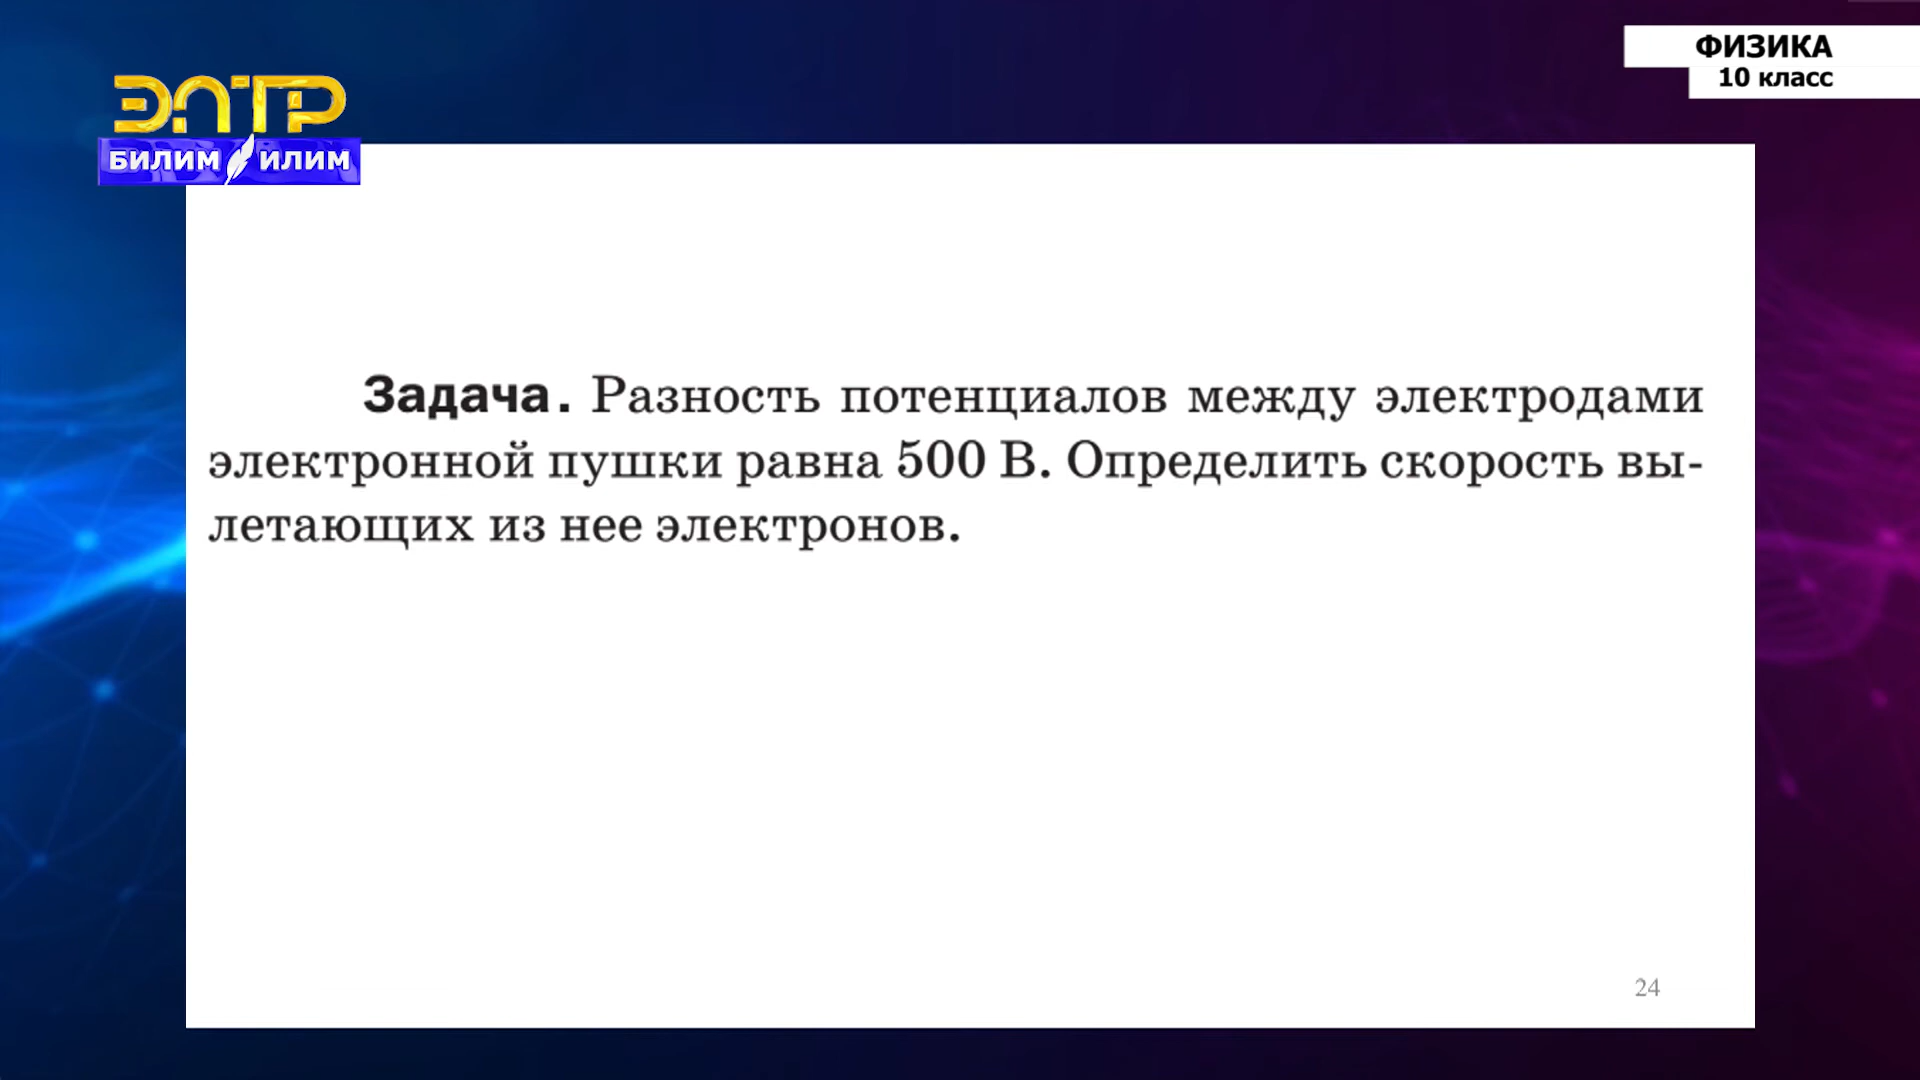 ФИЗИКА
10 класс
ЭЛТР
БИЛИМ ИЛИМ
Задача. Разность потенциалов между электродами
электронной пушки равна 500 В. Определить скорость вы-
летающих из нее электронов.
24